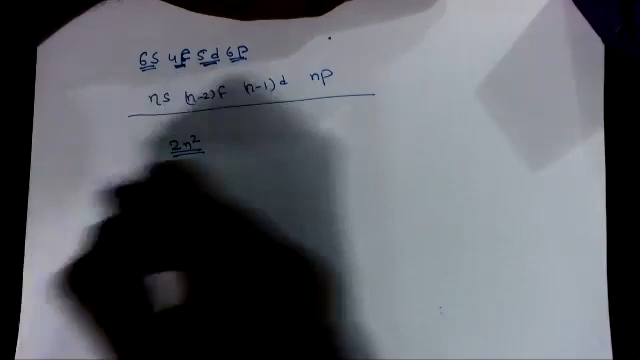 6s 4f 5d 6p
ns (n-2)f (n-1)d np
2n²